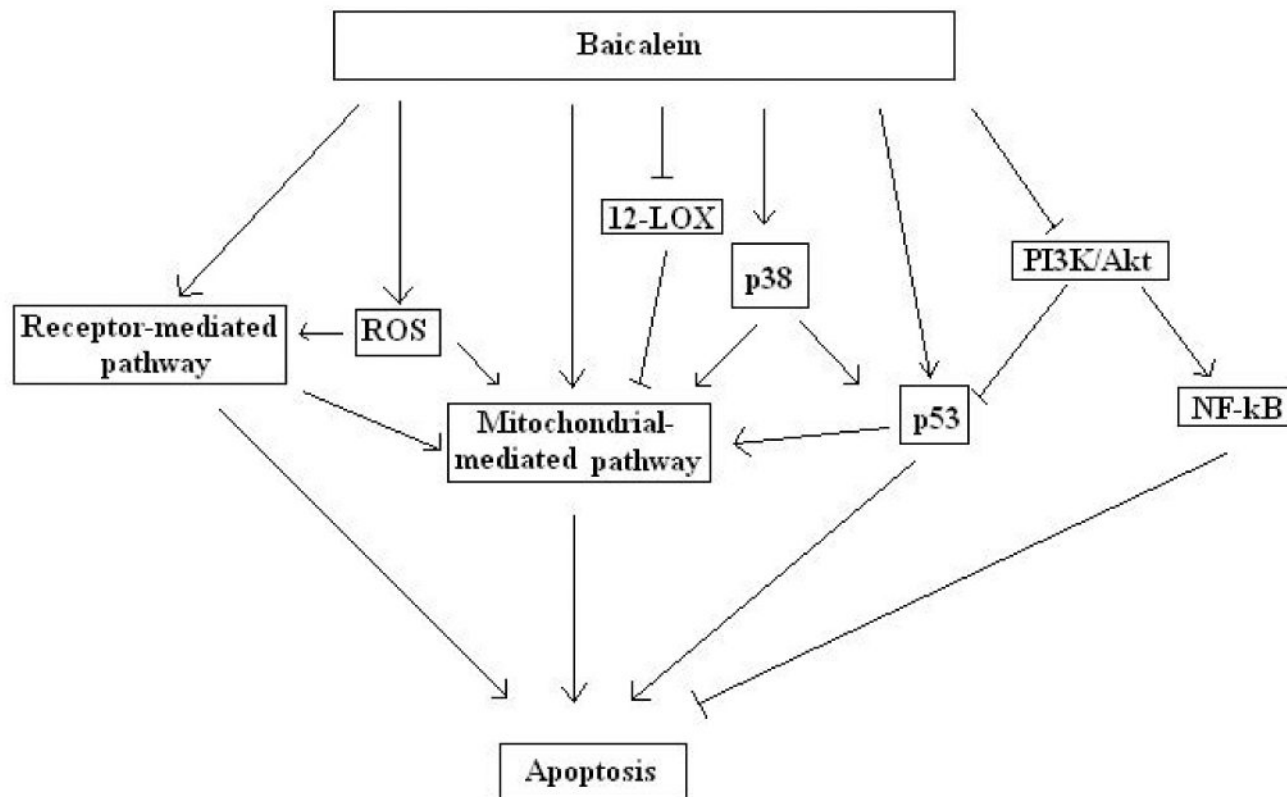 Baicalein
12-LOX
p38
PI3K/Akt
Receptor-mediated
pathway
ROS
Mitochondrial-
mediated pathway
p53
NF-kB
Apoptosis